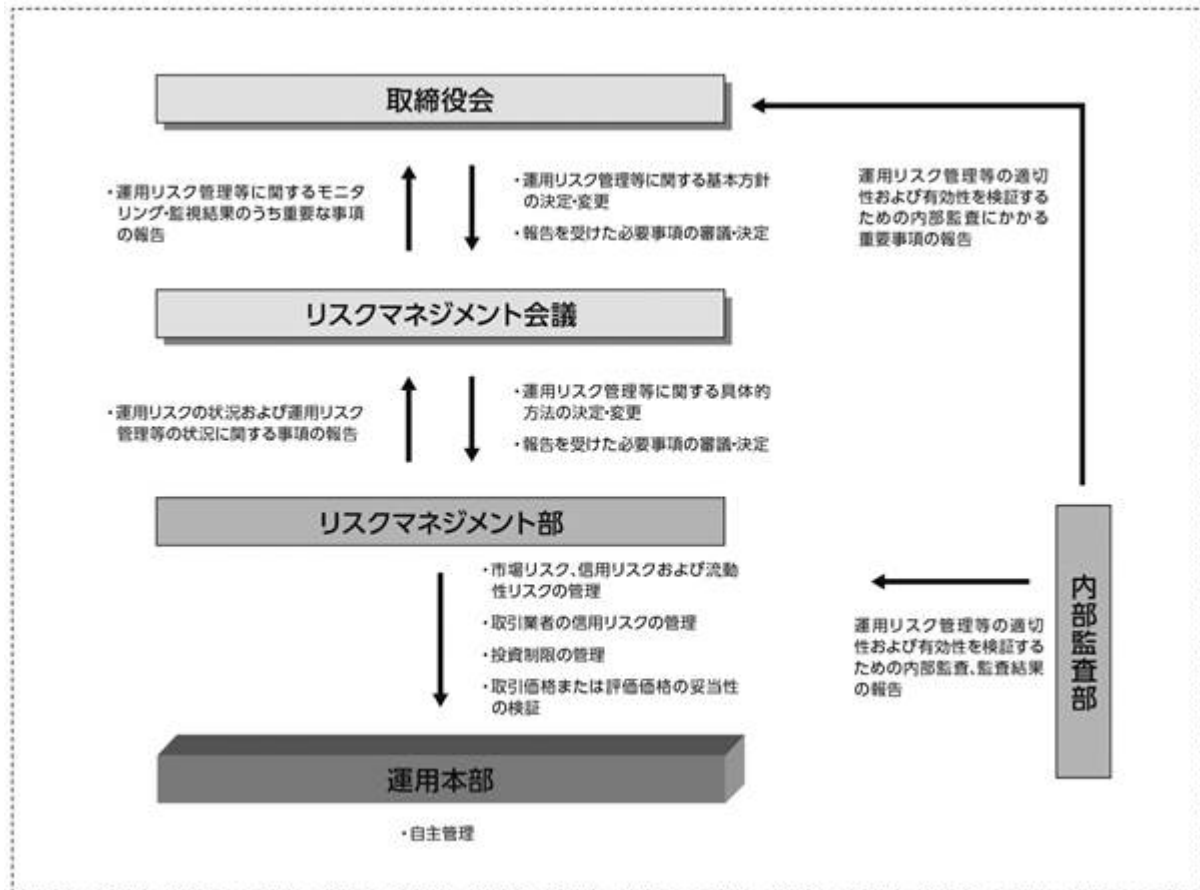 取締役会
・運用リスク管理等に関するモニタ
リング・監視結果のうち重要な事項
の報告
・運用リスク管理等に関する基本方針
の決定・変更
・報告を受けた必要事項の審議・決定
運用リスク管理等の適切
性および有効性を検証する
ための内部監査にかかる
重要事項の報告
リスクマネジメント会議
・運用リスクの状況および運用リスク
管理等の状況に関する事項の報告
・運用リスク管理等に関する具体的
方法の決定・変更
・報告を受けた必要事項の審議・決定
リスクマネジメント部
・市場リスク、信用リスクおよび流動
性リスクの管理
・取引業者の信用リスクの管理
・投資制限の管理
・取引価格または評価価格の妥当性
の検証
運用リスク管理等の適切
性および有効性を検証する
ための内部監査、監査結果
の報告
内部監査部
運用本部
・自主管理